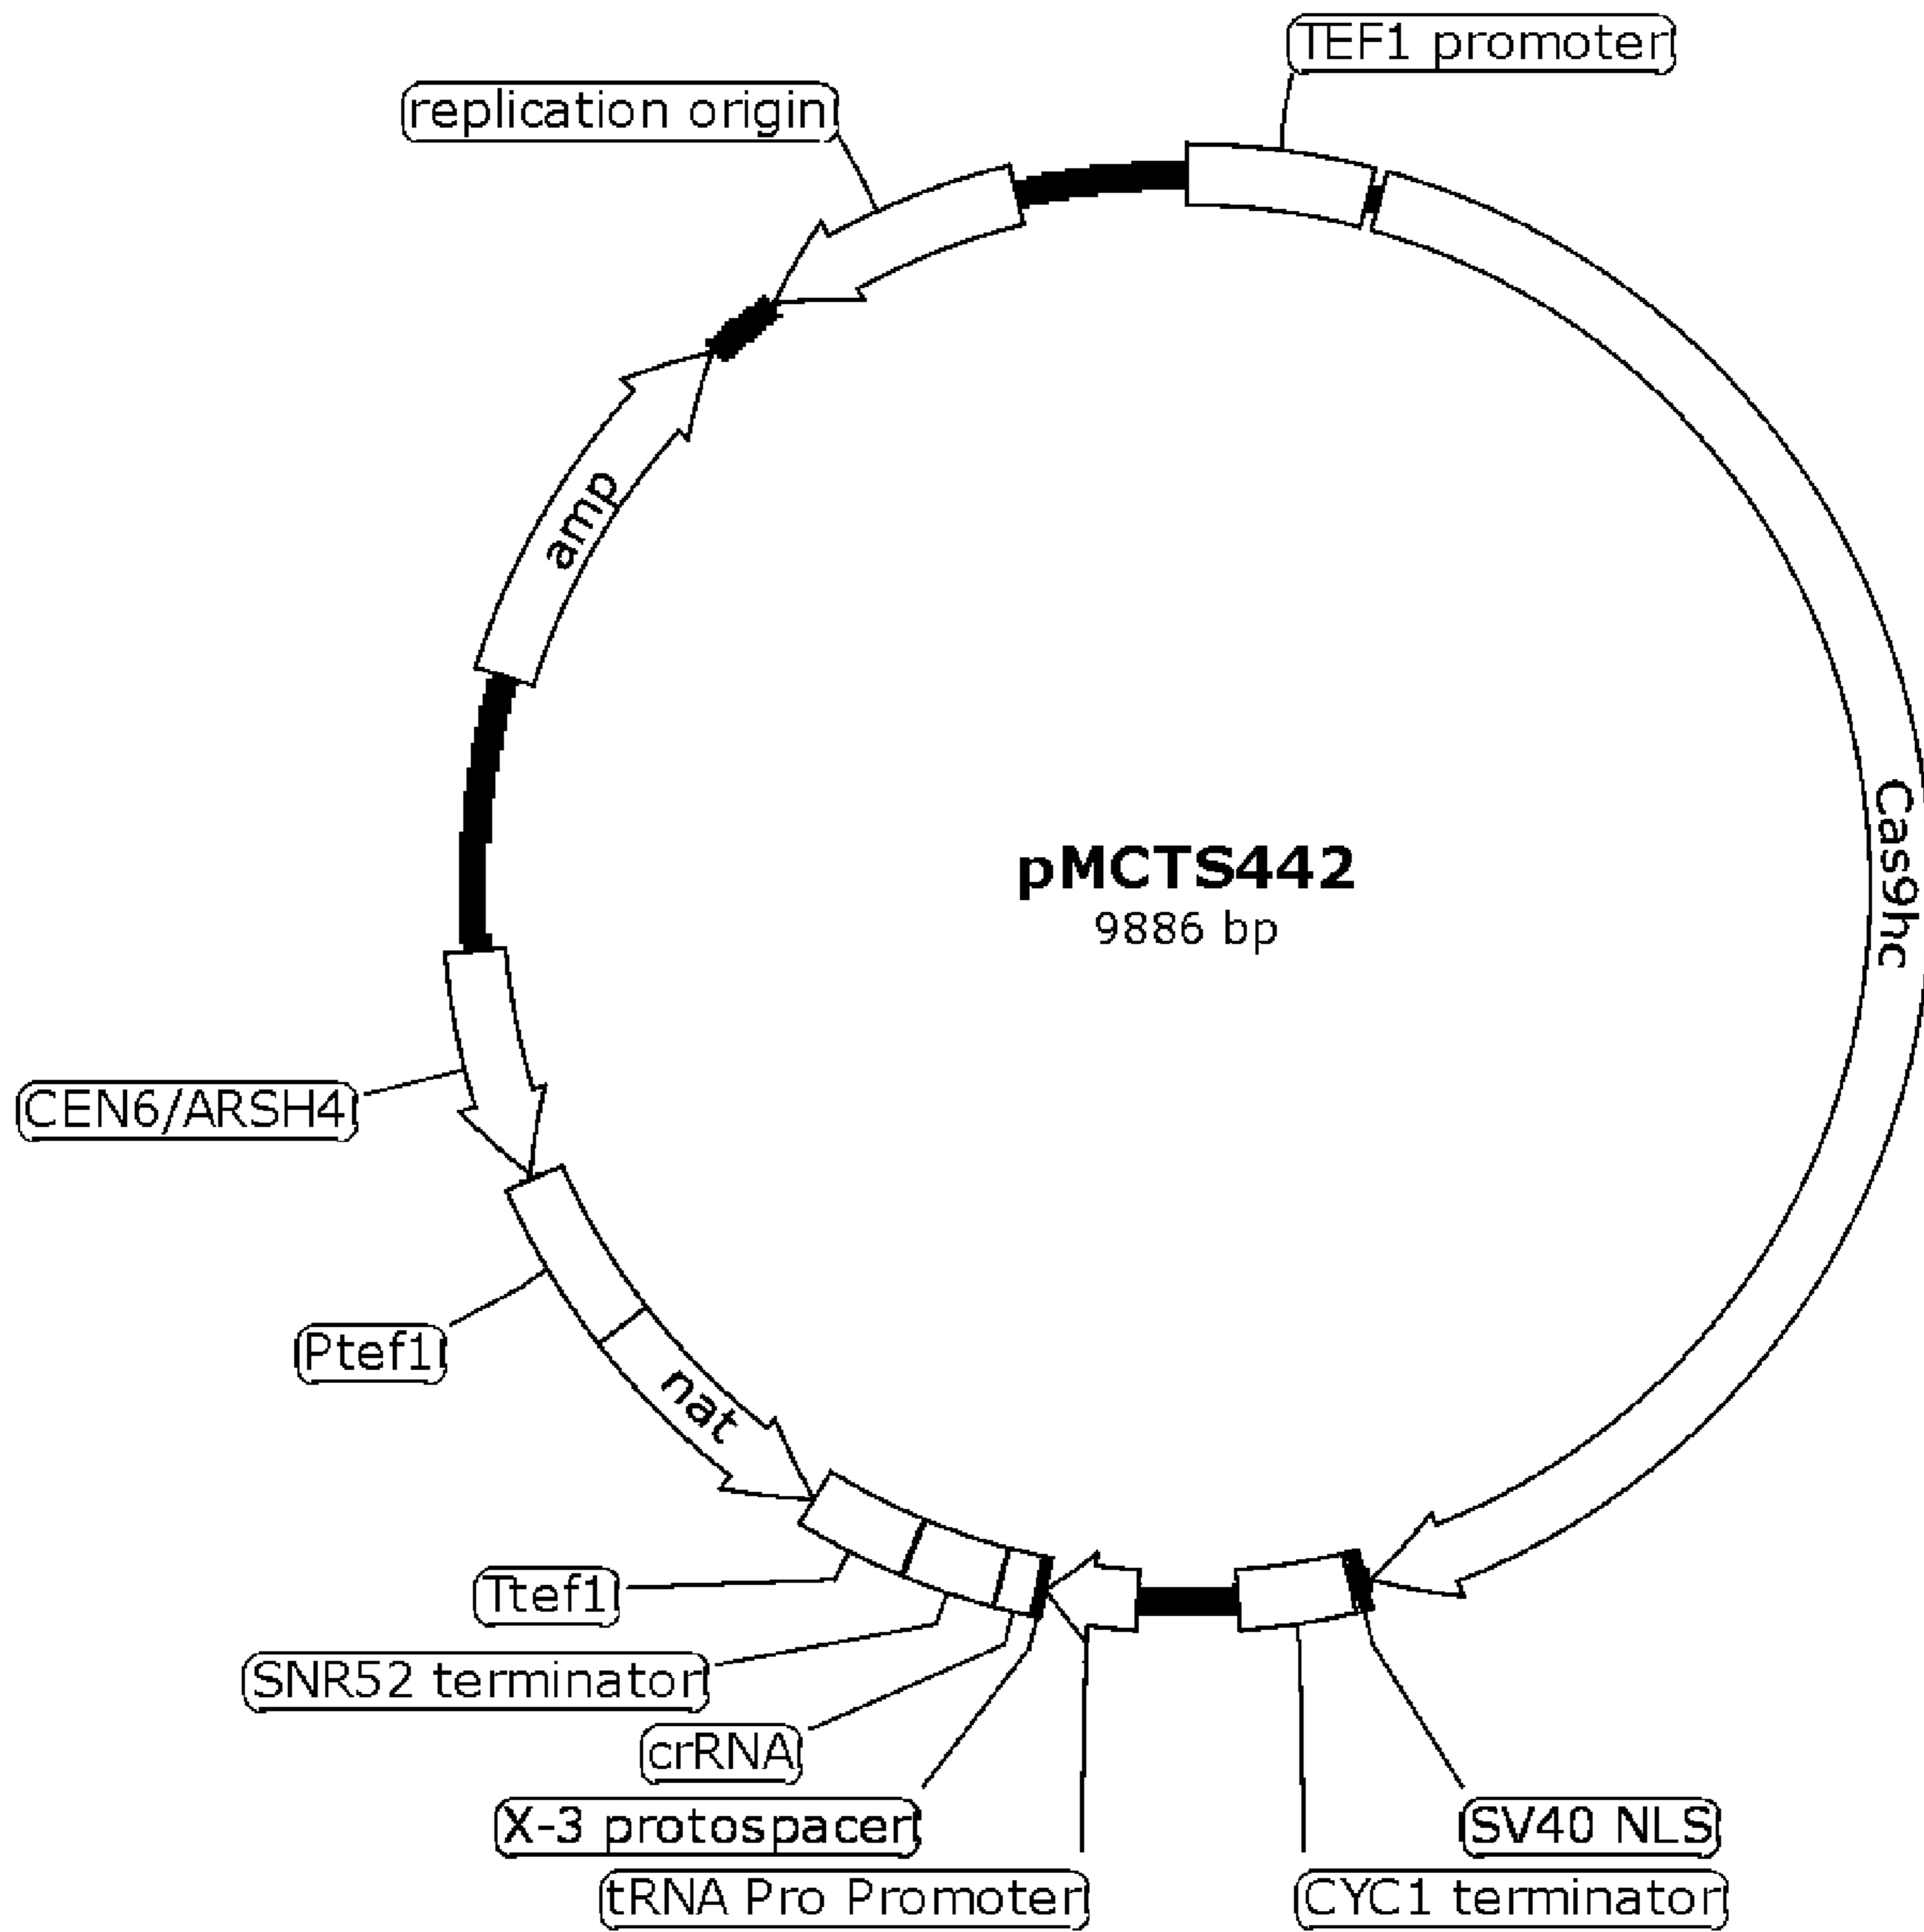 TEF1 promoter
replication origin
amp
Cas9hc
pMCTS442
9886 bp
CEN6/ARSH4
Ptef1
nat
Ttef1
SNR52 terminator
crRNA
X-3 protospacer
SV40 NLS
tRNA Pro Promoter
CYC1 terminator